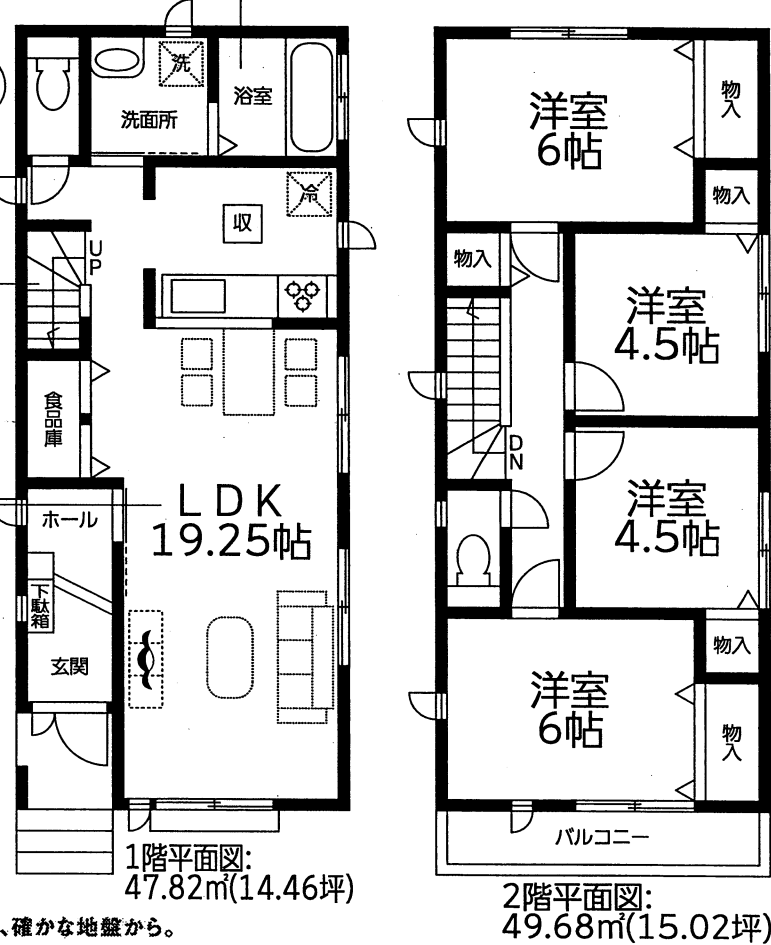 洗
洗面所
浴室
冷
収
UP
食品庫
LDK
19.25帖
ホール
下駄箱
玄関
1階平面図:
47.82㎡(14.46坪)
、確かな地盤から。
洋室
6帖
物入
物入
物入
洋室
4.5帖
DN
洋室
4.5帖
物入
洋室
6帖
物入
バルコニー
2階平面図:
49.68㎡(15.02坪)